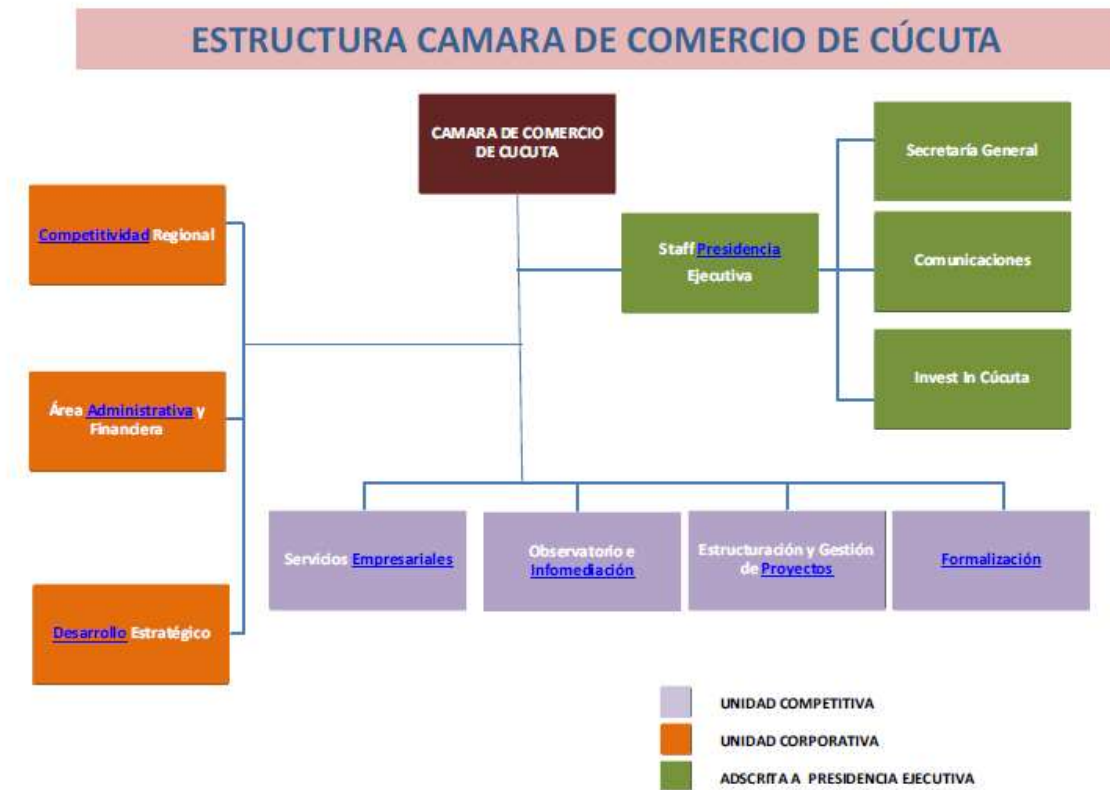 ESTRUCTURA CAMARA DE COMERCIO DE CÚCUTA
CAMARA DE COMERCIO
DE CUCUTA
Secretaría General
Competitividad Regional
Staff Presidencia
Ejecutiva
Comunicaciones
Invest In Cúcuta
Área Administrativa y
Financiera
Servicios Empresariales
Observatorio e
Infomediación
Estructuración y Gestión
de Proyectos
Formalización
Desarrollo Estratégico
UNIDAD COMPETITIVA
UNIDAD CORPORATIVA
ADSCRITA A PRESIDENCIA EJECUTIVA